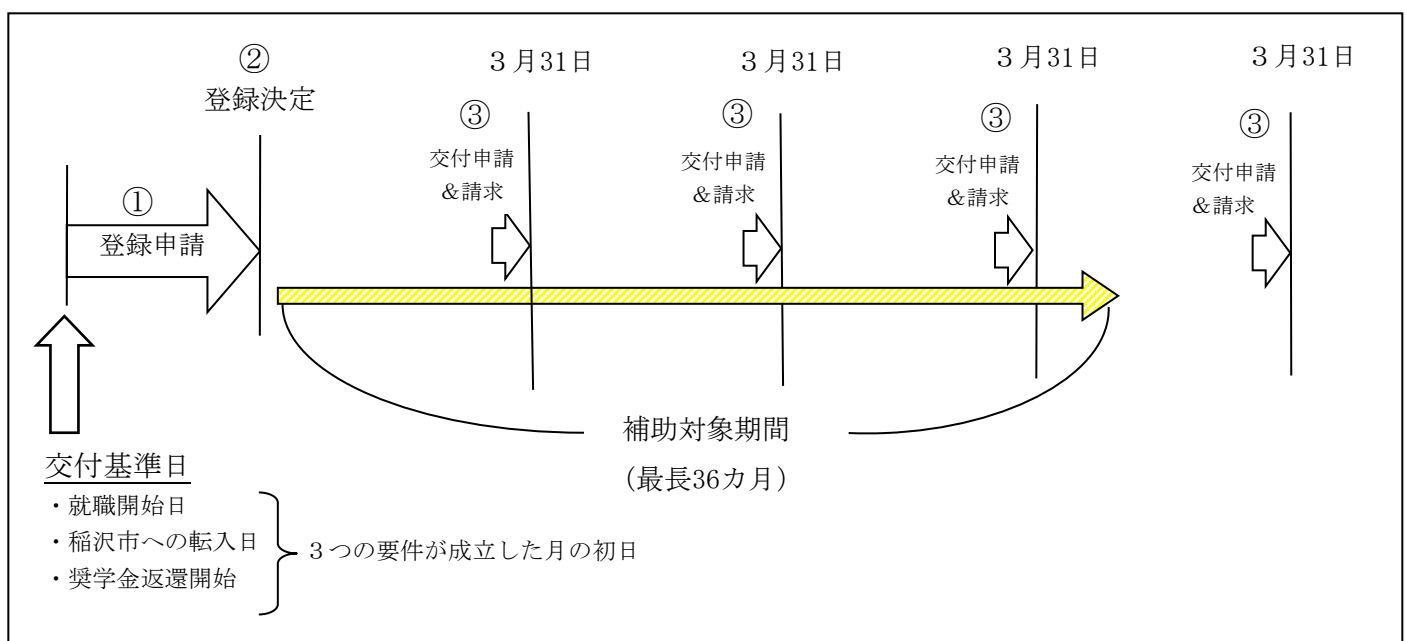 ②
登録決定
３月31日
３月31日
３月31日
３月31日
③
交付申請
＆請求
③
交付申請
＆請求
③
交付申請
＆請求
③
交付申請
＆請求
①
登録申請
補助対象期間
（最長36カ月）
交付基準日
・就職開始日
・稲沢市への転入日
・奨学金返還開始
３つの要件が成立した月の初日